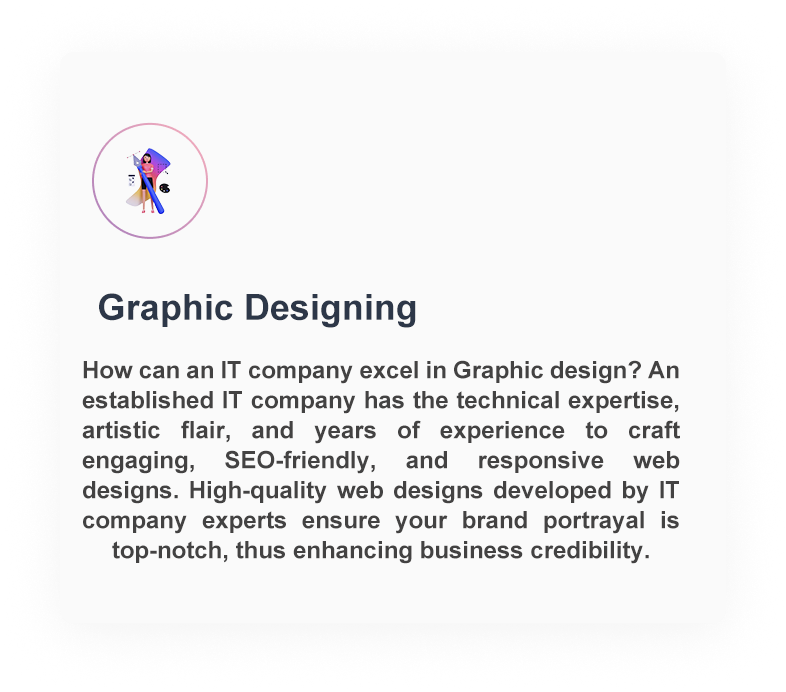 Graphic Designing
How can an IT company excel in Graphic design? An
established IT company has the technical expertise,
artistic flair, and years of experience to craft
engaging, SEO-friendly, and responsive web
designs. High-quality web designs developed by IT
company experts ensure your brand portrayal is
top-notch, thus enhancing business credibility.